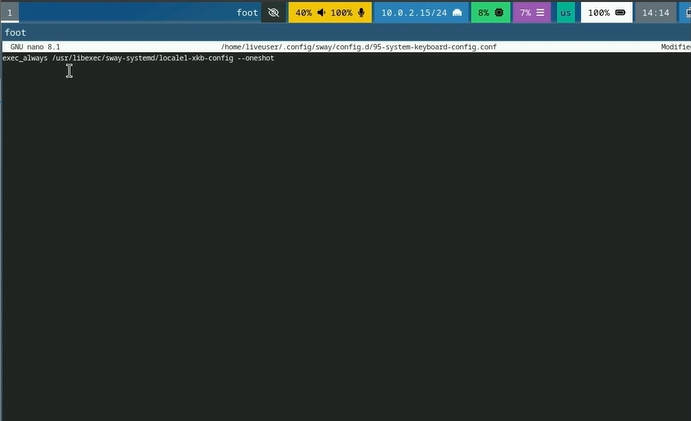 1 foot 40% 100% 10.0.2.15/24 8% 7% us 100% 14:14
foot
GNU nano 8.1 /home/liveuser/.config/sway/config.d/95-system-keyboard-config.conf Modifie
exec_always /usr/libexec/sway-systemd/locale1-xkb-config --oneshot